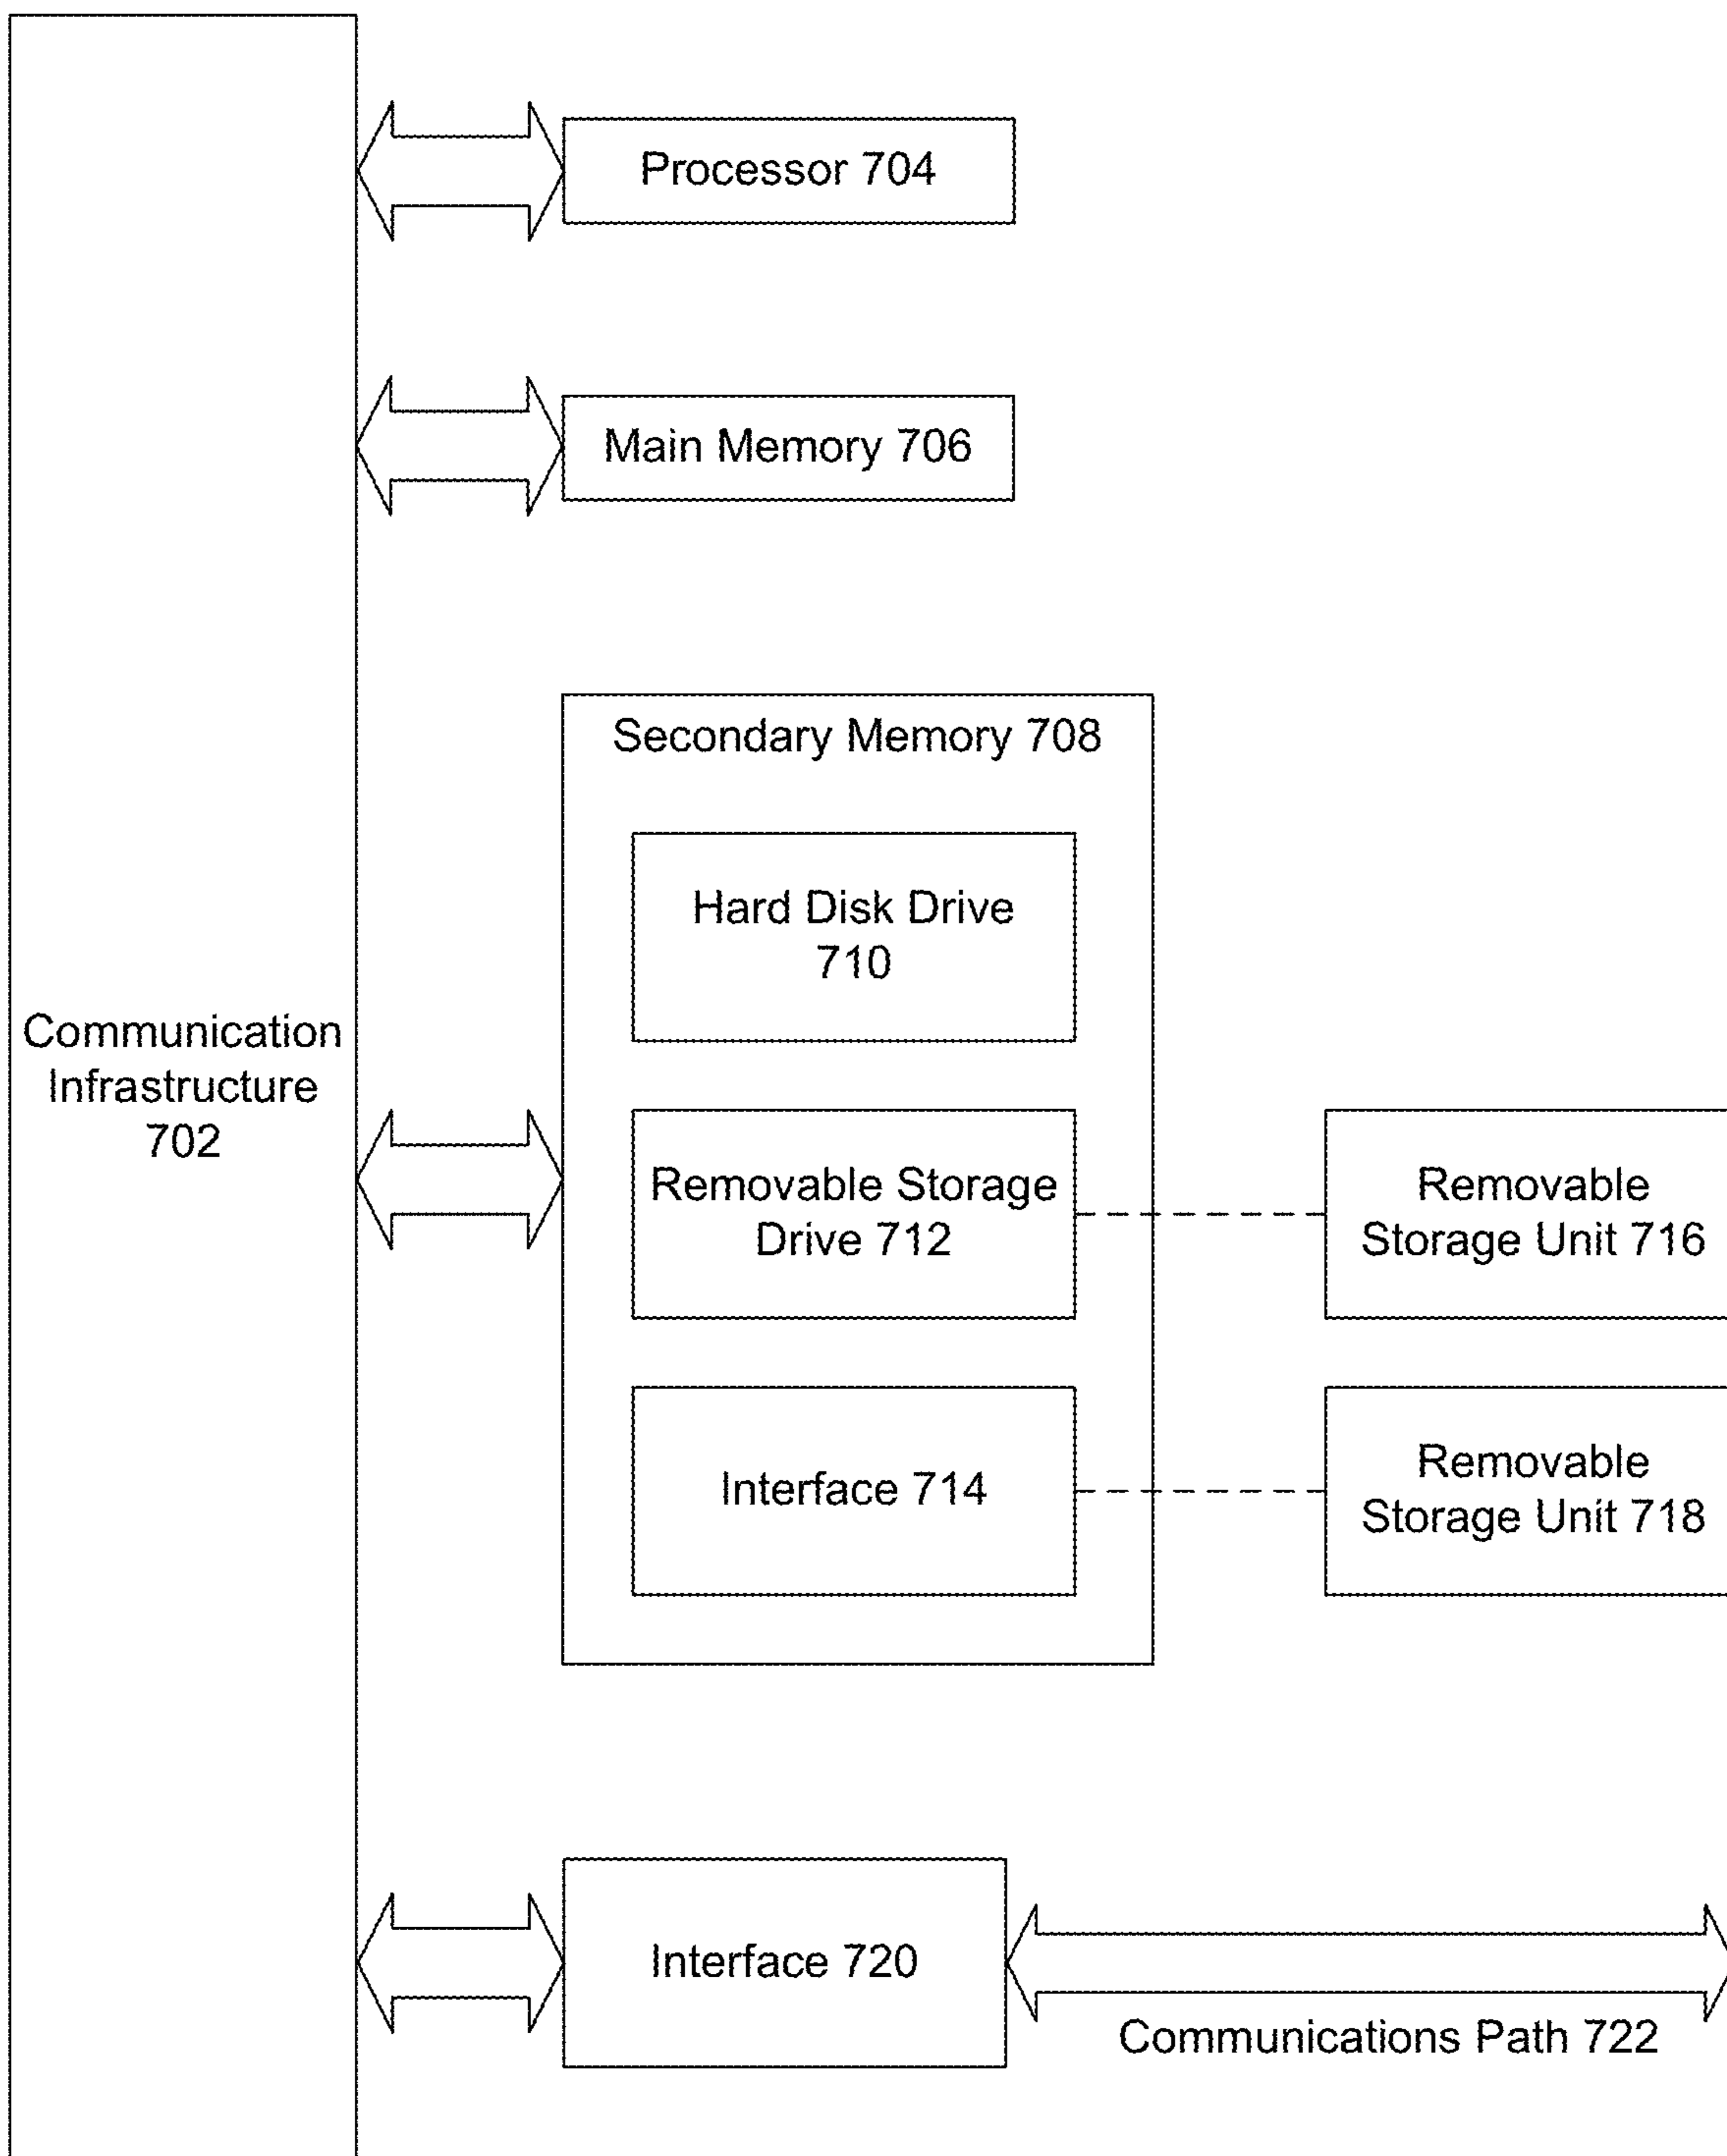 Processor 704
Main Memory 706
Secondary Memory 708
Hard Disk Drive
710
Communication
Infrastructure
702
Removable Storage
Drive 712
Removable
Storage Unit 716
Interface 714
Removable
Storage Unit 718
Interface 720
Communications Path 722